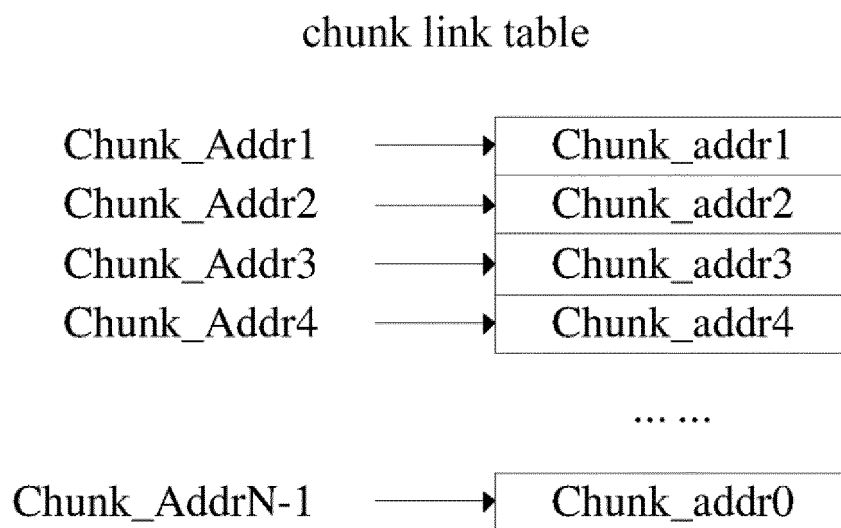 chunk link table
Chunk_Addr1 Chunk_addr1
Chunk_Addr2 Chunk_addr2
Chunk_Addr3 Chunk_addr3
Chunk_Addr4 Chunk_addr4
... ...
Chunk_AddrN-1 Chunk_addr0